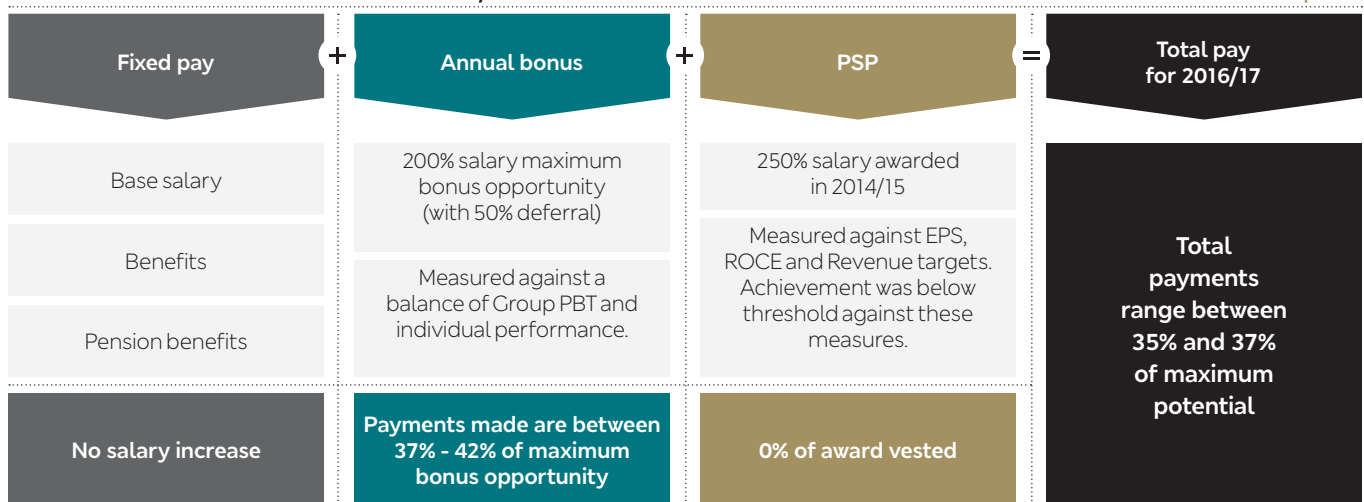 Fixed pay
+
Annual bonus
+
PSP
=
Total pay
for 2016/17
Base salary
Benefits
Pension benefits
No salary increase
200% salary maximum
bonus opportunity
(with 50% deferral)
Measured against a
balance of Group PBT and
individual performance.
Payments made are between
37% - 42% of maximum
bonus opportunity
250% salary awarded
in 2014/15
Measured against EPS,
ROCE and Revenue targets.
Achievement was below
threshold against these
measures.
0% of award vested
Total
payments
range between
35% and 37%
of maximum
potential